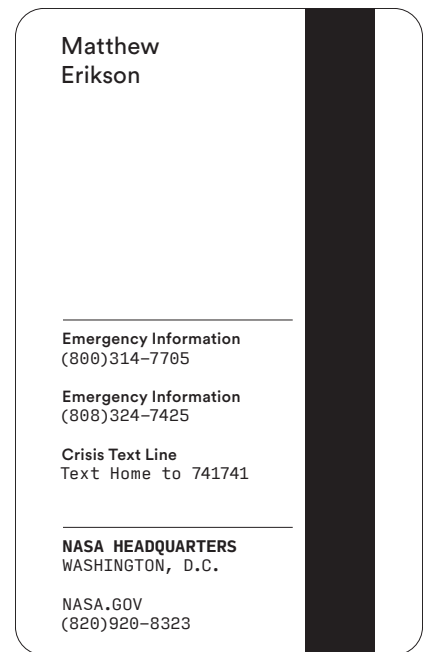 Matthew
Erikson
Emergency Information
(800)314-7705
Emergency Information
(808)324-7425
Crisis Text Line
Text Home to 741741
NASA HEADQUARTERS
WASHINGTON, D.C.
NASA.GOV
(820)920-8323